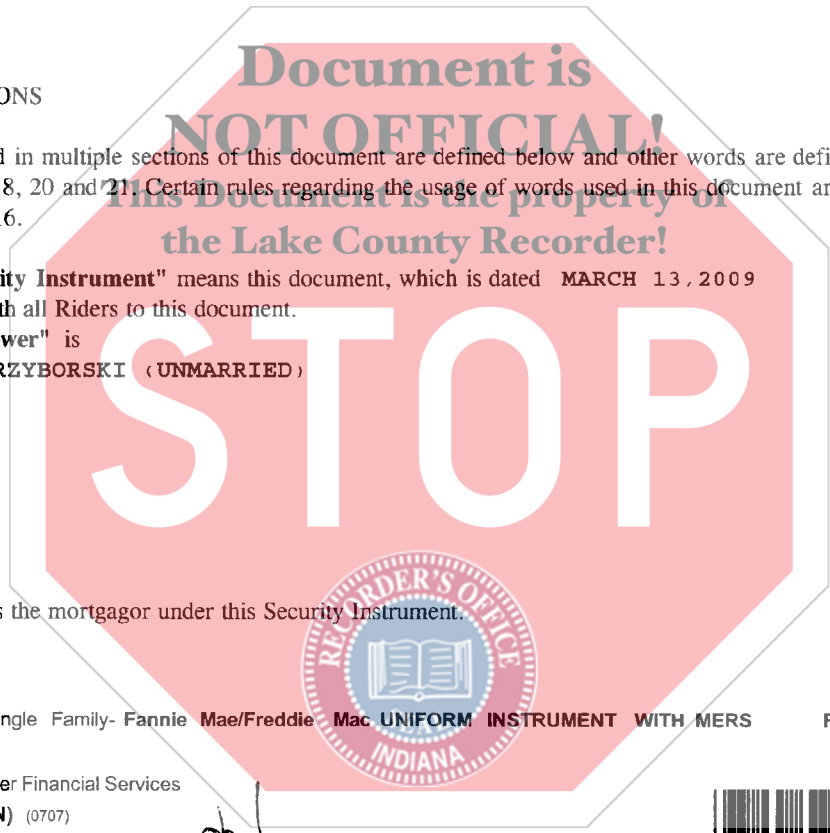 Document is
ONS
NOT OFFICIAL!
d in multiple sections of this document are defined below and other words are defi
8, 20 and 21. Certain rules regarding the usage of words used in this document ar
This Document is the property of
6.
the Lake County Recorder!
ity Instrument" means this document, which is dated MARCH 13,2009
th all Riders to this document.
wer" is
RZYBORSKI (UNMARRIED)
STOP
s the mortgagor under this Security Instrument.
RECORDER'S OFFICE
INDIANA
ngle Family- Fannie Mae/Freddie Mac UNIFORM INSTRUMENT WITH MERS F
er Financial Services
N) (0707)